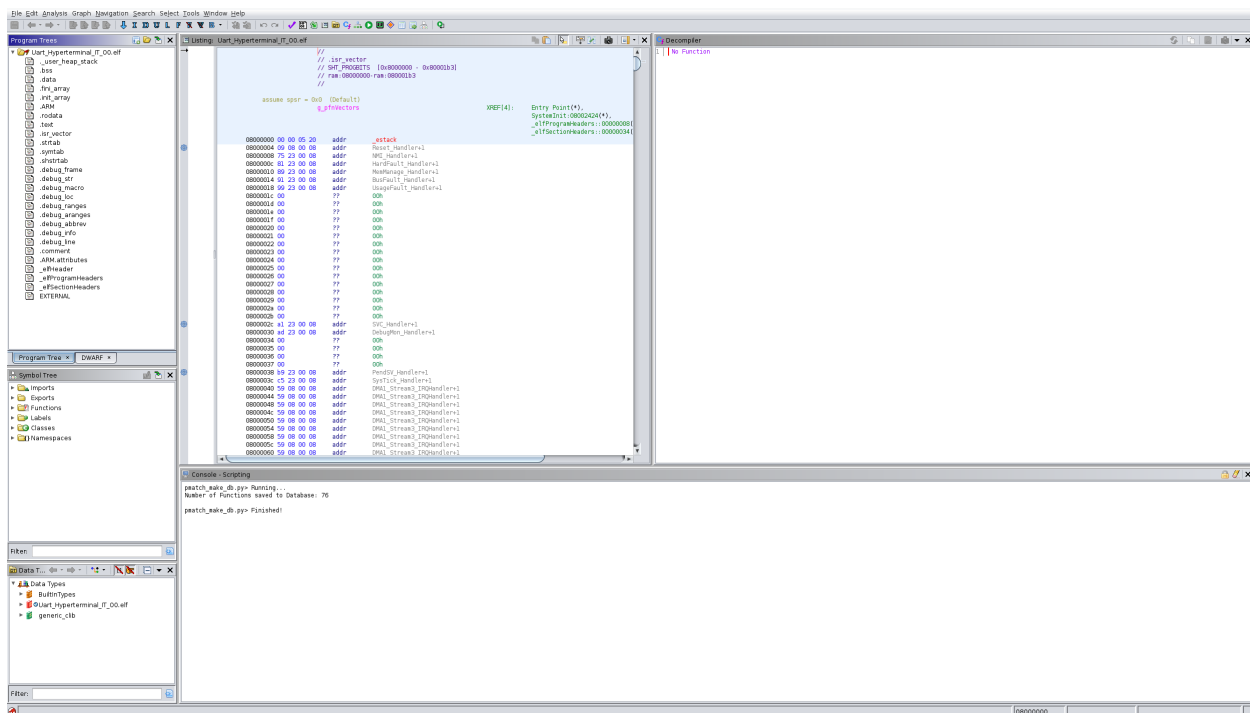 File Edit Analysis Graph Navigation Search Select Tools Window Help
Program Trees
Uart_Hyperterminal_IT_00.elf
._user_heap_stack
.bss
.data
.fini_array
.init_array
.ARM
.rodata
.text
.isr_vector
.strtab
.symtab
.shstrtab
.debug_frame
.debug_str
.debug_macro
.debug_loc
.debug_ranges
.debug_aranges
.debug_abbrev
.debug_info
.debug_line
.comment
.ARM.attributes
_elfHeader
_elfProgramHeaders
_elfSectionHeaders
EXTERNAL
Program Tree × DWARF ×
Symbol Tree
Imports
Exports
Functions
Labels
Classes
Namespaces
Filter:
Data T...
Data Types
BuiltInTypes
Uart_Hyperterminal_IT_00.elf
generic_clib
Filter:
Listing: Uart_Hyperterminal_IT_00.elf
//
// .isr_vector
// SHT_PROGBITS [0x8000000 - 0x80001b3]
// ram:08000000-ram:080001b3
//
assume spsr = 0x0 (Default)
g_pfnVectors XREF[4]: Entry Point(*),
SystemInit:08002424(*),
_elfProgramHeaders::00000008(
_elfSectionHeaders::00000034(
08000000 00 00 05 20 addr _estack
08000004 09 08 00 08 addr Reset_Handler+1
08000008 75 23 00 08 addr NMI_Handler+1
0800000c 81 23 00 08 addr HardFault_Handler+1
08000010 89 23 00 08 addr MemManage_Handler+1
08000014 91 23 00 08 addr BusFault_Handler+1
08000018 99 23 00 08 addr UsageFault_Handler+1
0800001c 00 ?? 00h
0800001d 00 ?? 00h
0800001e 00 ?? 00h
0800001f 00 ?? 00h
08000020 00 ?? 00h
08000021 00 ?? 00h
08000022 00 ?? 00h
08000023 00 ?? 00h
08000024 00 ?? 00h
08000025 00 ?? 00h
08000026 00 ?? 00h
08000027 00 ?? 00h
08000028 00 ?? 00h
08000029 00 ?? 00h
0800002a 00 ?? 00h
0800002b 00 ?? 00h
0800002c a1 23 00 08 addr SVC_Handler+1
08000030 ad 23 00 08 addr DebugMon_Handler+1
08000034 00 ?? 00h
08000035 00 ?? 00h
08000036 00 ?? 00h
08000037 00 ?? 00h
08000038 b9 23 00 08 addr PendSV_Handler+1
0800003c c5 23 00 08 addr SysTick_Handler+1
08000040 59 08 00 08 addr DMA1_Stream3_IRQHandler+1
08000044 59 08 00 08 addr DMA1_Stream3_IRQHandler+1
08000048 59 08 00 08 addr DMA1_Stream3_IRQHandler+1
0800004c 59 08 00 08 addr DMA1_Stream3_IRQHandler+1
08000050 59 08 00 08 addr DMA1_Stream3_IRQHandler+1
08000054 59 08 00 08 addr DMA1_Stream3_IRQHandler+1
08000058 59 08 00 08 addr DMA1_Stream3_IRQHandler+1
0800005c 59 08 00 08 addr DMA1_Stream3_IRQHandler+1
08000060 59 08 00 08 addr DMA1_Stream3_IRQHandler+1
Decompiler
1 No Function
Console - Scripting
pmatch_make_db.py> Running...
Number of Functions saved to Database: 76
pmatch_make_db.py> Finished!
08000000